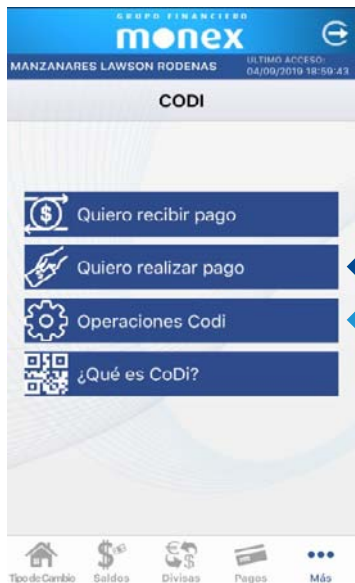 GRUPO FINANCIERO
monex
MANZANARES LAWSON RODENAS
ULTIMO ACCESO:
04/09/2019 18:59:43
CODI
Quiero recibir pago
Quiero realizar pago
Operaciones Codi
¿Qué es CoDi?
Tipo de Cambio Saldos Divisas Pagos Más